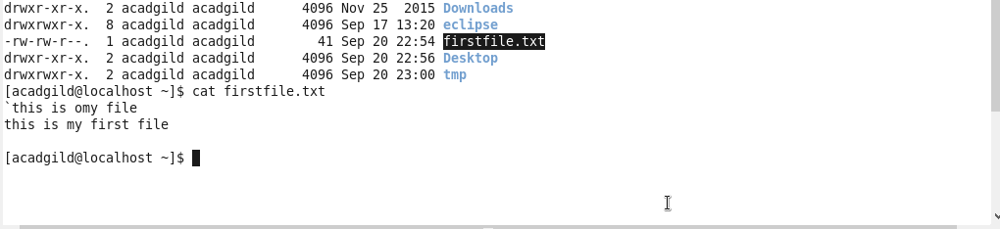 drwxr-xr-x.  2 acadgild acadgild      4096 Nov 25  2015 Downloads
drwxrwxr-x.  8 acadgild acadgild      4096 Sep 17 13:20 eclipse
-rw-rw-r--.  1 acadgild acadgild        41 Sep 20 22:54 firstfile.txt
drwxr-xr-x.  2 acadgild acadgild      4096 Sep 20 22:56 Desktop
drwxrwxr-x.  2 acadgild acadgild      4096 Sep 20 23:00 tmp
[acadgild@localhost ~]$ cat firstfile.txt
`this is omy file
this is my first file
[acadgild@localhost ~]$